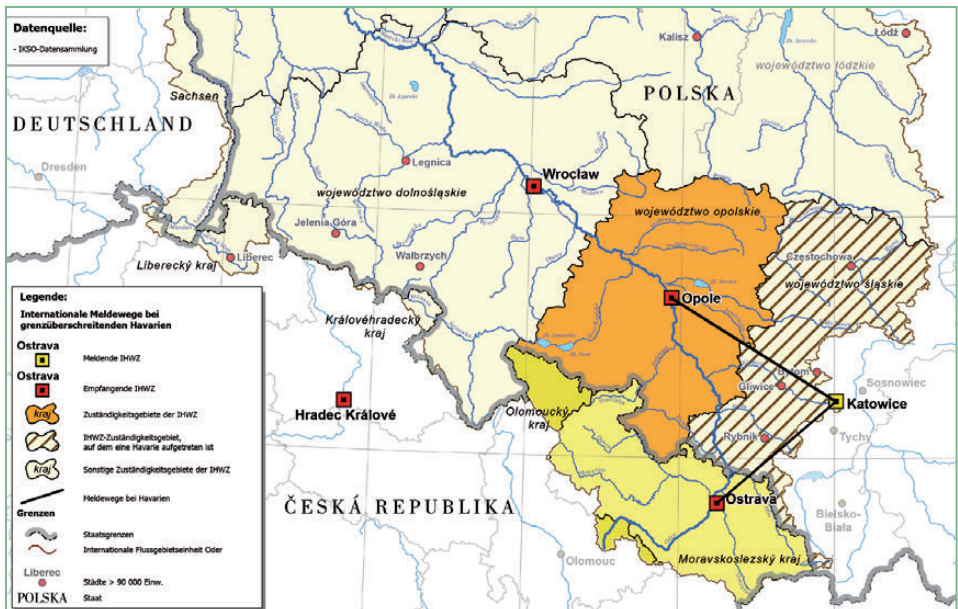 Datenquelle:
- IKSO-Datensammlung
Kalisz
Łódź
województwo łódzkie
Sachsen
POLSKA
DEUTSCHLAND
Dresden
Legnica
Wrocław
województwo dolnośląskie
województwo opolskie
Jelenia Góra
Liberec
Wałbrzych
Częstochowa
Liberecký kraj
województwo śląskie
Opole
Legende:
Internationale Meldewege bei
grenzüberschreitenden Havarien
Ostrava
Meldende IHWZ
Ostrava
Empfangende IHWZ
kraj
Zuständigkeitsgebiete der IHWZ
IHWZ-Zuständigkeitsgebiet,
auf dem eine Havarie aufgetreten ist
kraj
Sonstige Zuständigkeitsgebiete der IHWZ
Meldewege bei Havarien
Grenzen
Staatsgrenzen
Internationale Flussgebietseinheit Oder
Liberec
Städte > 90 000 Einw.
POLSKA
Staat
Královéhradecký
kraj
Hradec Králové
Olomoucký
kraj
Bytom
Gliwice
Sosnowiec
Katowice
Rybnik
Tychy
ČESKÁ REPUBLIKA
Ostrava
Bielsko-
Biała
Olomouc
Moravskoslezský kraj